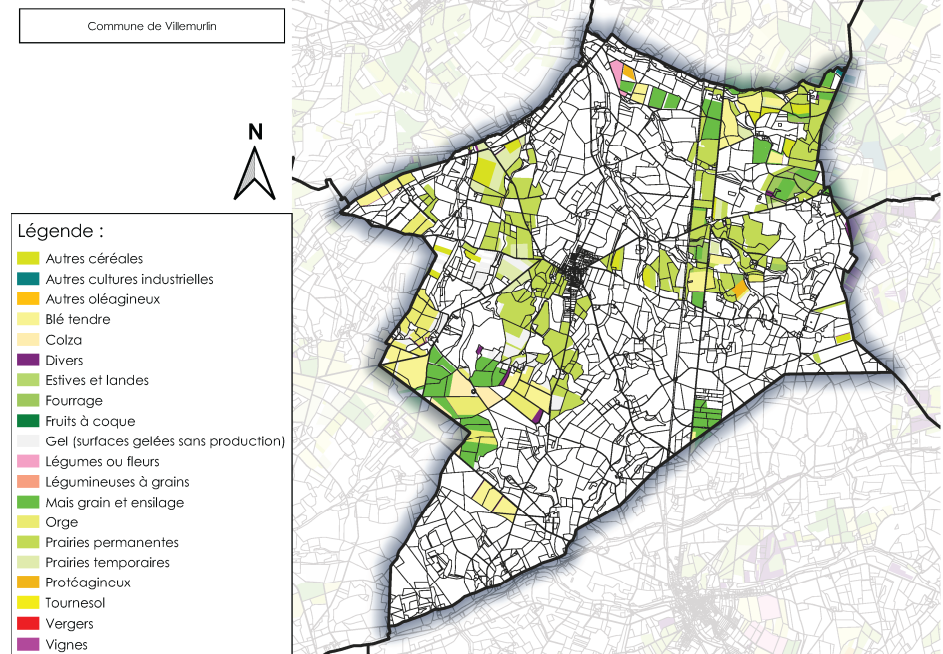 Commune de Villemurlin
N
Légende :
Autres céréales
Autres cultures industrielles
Autres oléagineux
Blé tendre
Colza
Divers
Estives et landes
Fourrage
Fruits à coque
Gel (surfaces gelées sans production)
Légumes ou fleurs
Légumineuses à grains
Mais grain et ensilage
Orge
Prairies permanentes
Prairies temporaires
Protéagineux
Tournesol
Vergers
Vignes